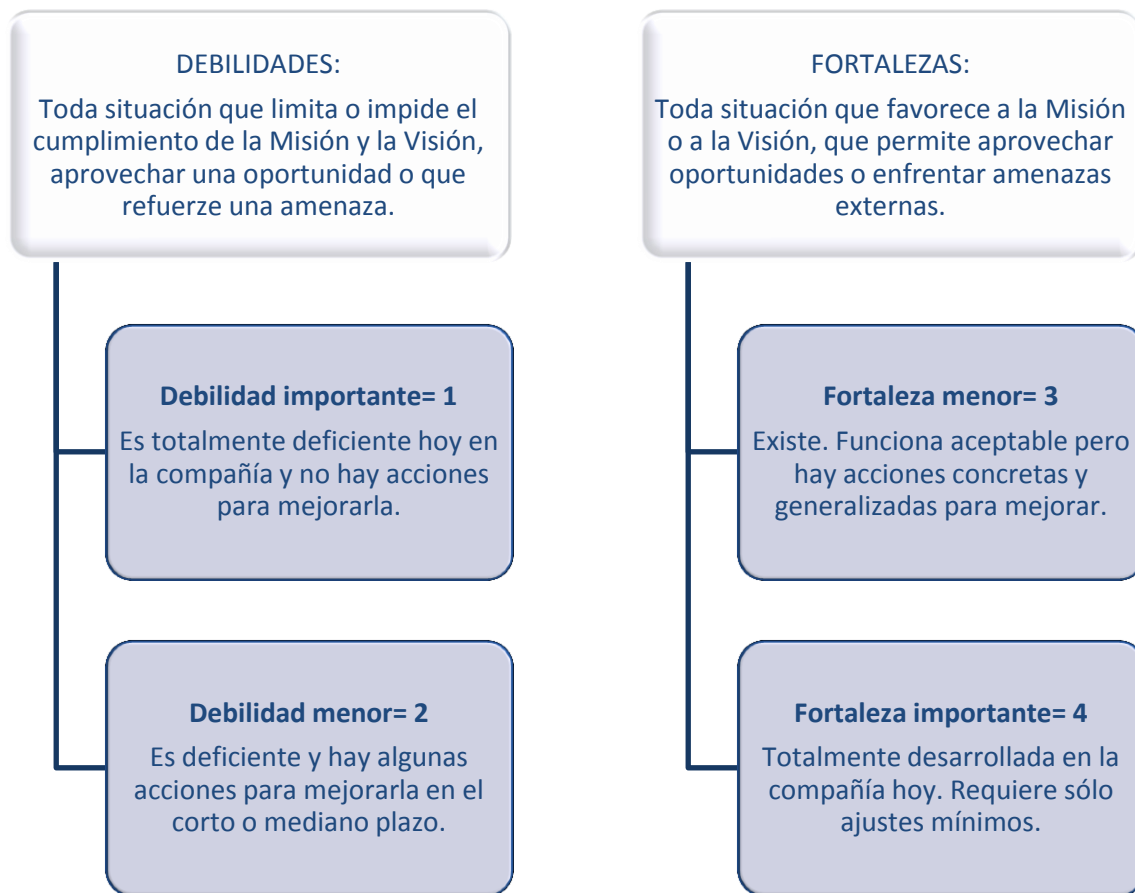 DEBILIDADES:
Toda situación que limita o impide el
cumplimiento de la Misión y la Visión,
aprovechar una oportunidad o que
refuerze una amenaza.
Debilidad importante= 1
Es totalmente deficiente hoy en
la compañía y no hay acciones
para mejorarla.
Debilidad menor= 2
Es deficiente y hay algunas
acciones para mejorarla en el
corto o mediano plazo.
FORTALEZAS:
Toda situación que favorece a la Misión
o a la Visión, que permite aprovechar
oportunidades o enfrentar amenazas
externas.
Fortaleza menor= 3
Existe. Funciona aceptable pero
hay acciones concretas y
generalizadas para mejorar.
Fortaleza importante= 4
Totalmente desarrollada en la
compañía hoy. Requiere sólo
ajustes mínimos.